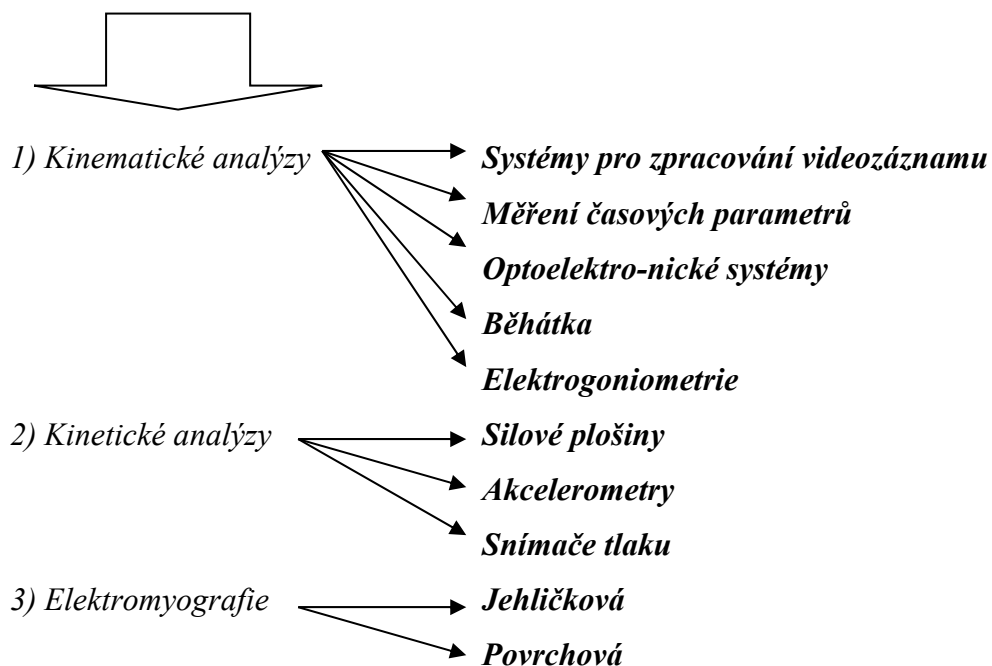 1) Kinematické analýzy Systémy pro zpracování videozáznamu
Měření časových parametrů
Optoelektro-nické systémy
Běhátka
Elektrogoniometrie
2) Kinetické analýzy Silové plošiny
Akcelerometry
Snímače tlaku
3) Elektromyografie Jehličková
Povrchová